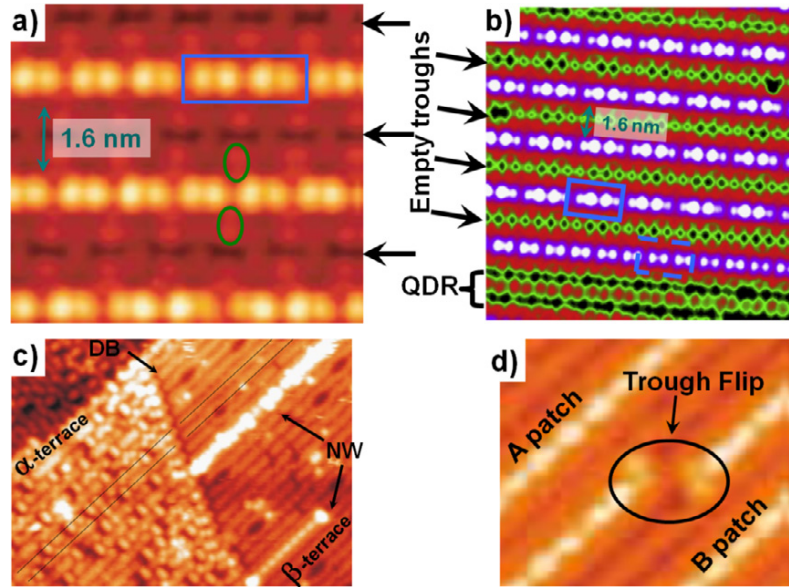 a)
1.6 nm
Empty troughs
b)
1.6 nm
QDR
c)
DB
α-terrace
NW
β-terrace
d)
Trough Flip
A patch
B patch